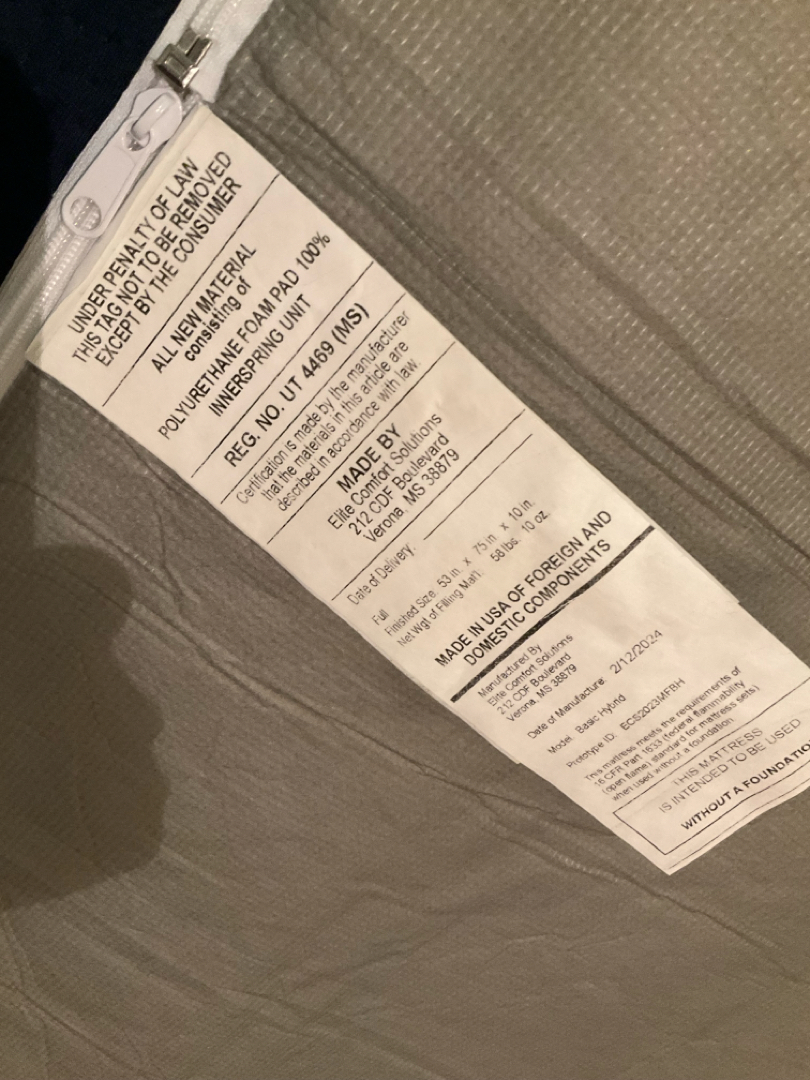 UNDER PENALTY OF LAW
THIS TAG NOT TO BE REMOVED
EXCEPT BY THE CONSUMER
ALL NEW MATERIAL
consisting of
POLYURETHANE FOAM PAD 100%
INNERSPRING UNIT
REG. NO. UT 4469 (MS)
Certification is made by the manufacturer
that the materials in this article are
described in accordance with law.
MADE BY
Elite Comfort Solutions
212 CDF Boulevard
Verona, MS 38879
Date of Delivery:
Full
Finished Size: 53 in. x 75 in. x 10 in.
Net Wgt of Filling Mat'l: 58 lbs. 10 oz.
MADE IN USA OF FOREIGN AND
DOMESTIC COMPONENTS
Manufactured By
Elite Comfort Solutions
212 CDF Boulevard
Verona, MS 38879
Date of Manufacture: 2/12/2024
Model: Basic Hybrid
Prototype ID: ECS2023MFBH
This mattress meets the requirements of
16 CFR Part 1633 (federal flammability
(open flame) standard for mattress sets)
when used without a foundation.
THIS MATTRESS
IS INTENDED TO BE USED
WITHOUT A FOUNDATIO